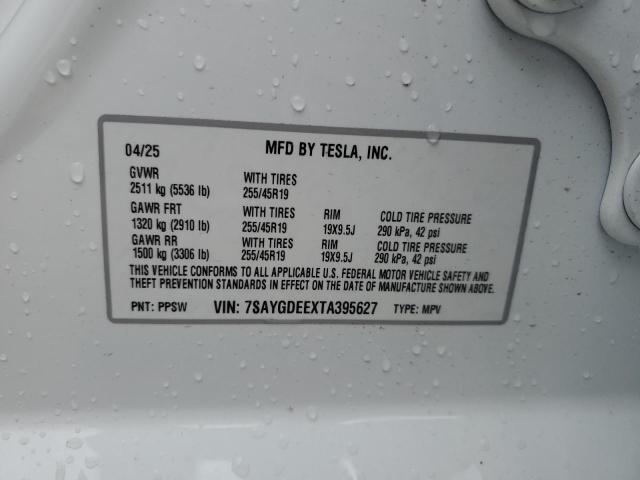 04/25 MFD BY TESLA, INC.
GVWR WITH TIRES
2511 kg (5536 lb) 255/45R19
GAWR FRT WITH TIRES RIM COLD TIRE PRESSURE
1320 kg (2910 lb) 255/45R19 19X9.5J 290 kPa, 42 psi
GAWR RR WITH TIRES RIM COLD TIRE PRESSURE
1500 kg (3306 lb) 255/45R19 19X9.5J 290 kPa, 42 psi
THIS VEHICLE CONFORMS TO ALL APPLICABLE U.S. FEDERAL MOTOR VEHICLE SAFETY AND
THEFT PREVENTION STANDARDS IN EFFECT ON THE DATE OF MANUFACTURE SHOWN ABOVE.
PNT: PPSW VIN: 7SAYGDEEXTA395627 TYPE: MPV